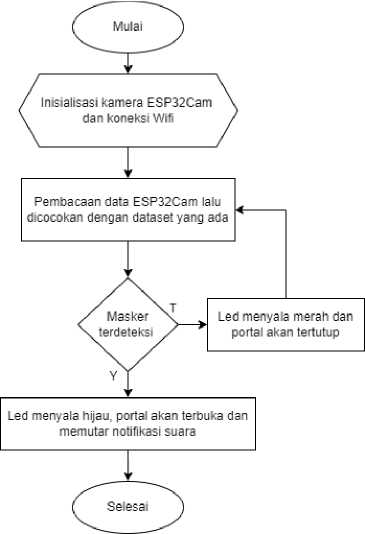 Mulai
Inisialisasi kamera ESP32Cam
dan koneksi Wifi
Pembacaan data ESP32Cam lalu
dicocokan dengan dataset yang ada
Masker
terdeteksi
T
Led menyala merah dan
portal akan tertutup
Y
Led menyala hijau, portal akan terbuka dan
memutar notifikasi suara
Selesai